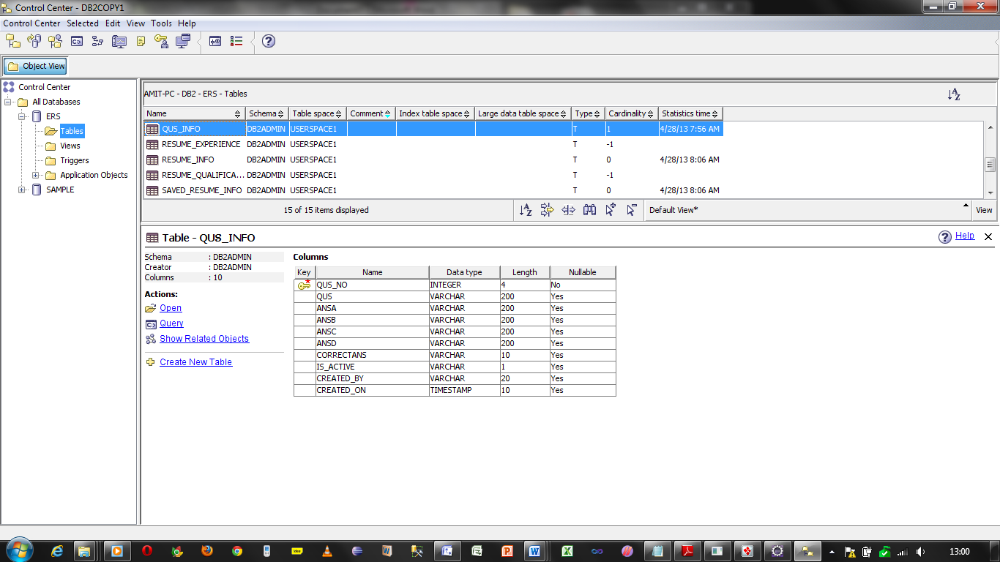 Control Center - DB2COPY1
Control Center Selected Edit View Tools Help
Object View
Control Center
All Databases
ERS
Tables
Views
Triggers
Application Objects
SAMPLE
AMIT-PC - DB2 - ERS - Tables
Name Schema Table space Comment Index table space Large data table space Type Cardinality Statistics time
QUS_INFO DB2ADMIN USERSPACE1 T 1 4/28/13 7:56 AM
RESUME_EXPERIENCE DB2ADMIN USERSPACE1 T -1
RESUME_INFO DB2ADMIN USERSPACE1 T 0 4/28/13 8:06 AM
RESUME_QUALIFICA... DB2ADMIN USERSPACE1 T -1
SAVED_RESUME_INFO DB2ADMIN USERSPACE1 T 0 4/28/13 8:06 AM
15 of 15 items displayed Default View* View
Table - QUS_INFO Help
Schema : DB2ADMIN
Creator : DB2ADMIN
Columns : 10
Actions:
Open
Query
Show Related Objects
Create New Table
Columns
Key Name Data type Length Nullable
QUS_NO INTEGER 4 No
QUS VARCHAR 200 Yes
ANSA VARCHAR 200 Yes
ANSB VARCHAR 200 Yes
ANSC VARCHAR 200 Yes
ANSD VARCHAR 200 Yes
CORRECTANS VARCHAR 10 Yes
IS_ACTIVE VARCHAR 1 Yes
CREATED_BY VARCHAR 20 Yes
CREATED_ON TIMESTAMP 10 Yes
13:00